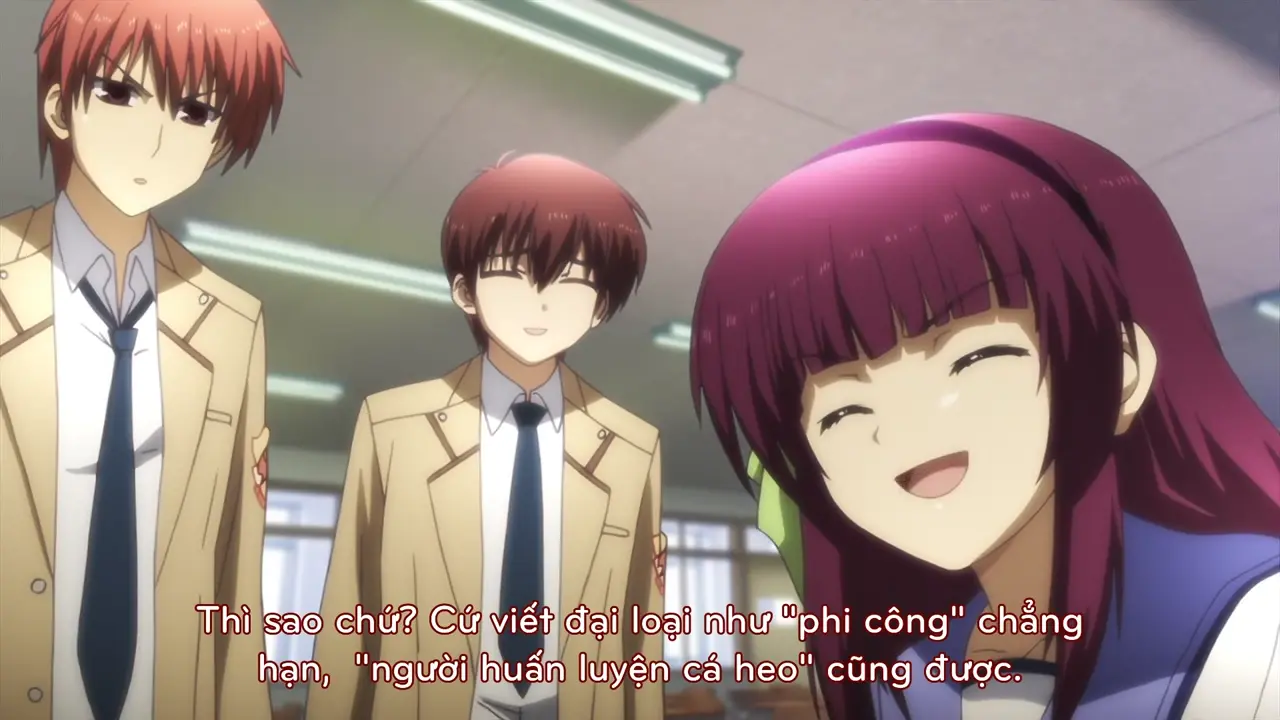 Thì sao chứ? Cứ viết đại loại như "phi công" chẳng
hạn,  "người huấn luyện cá heo" cũng được.